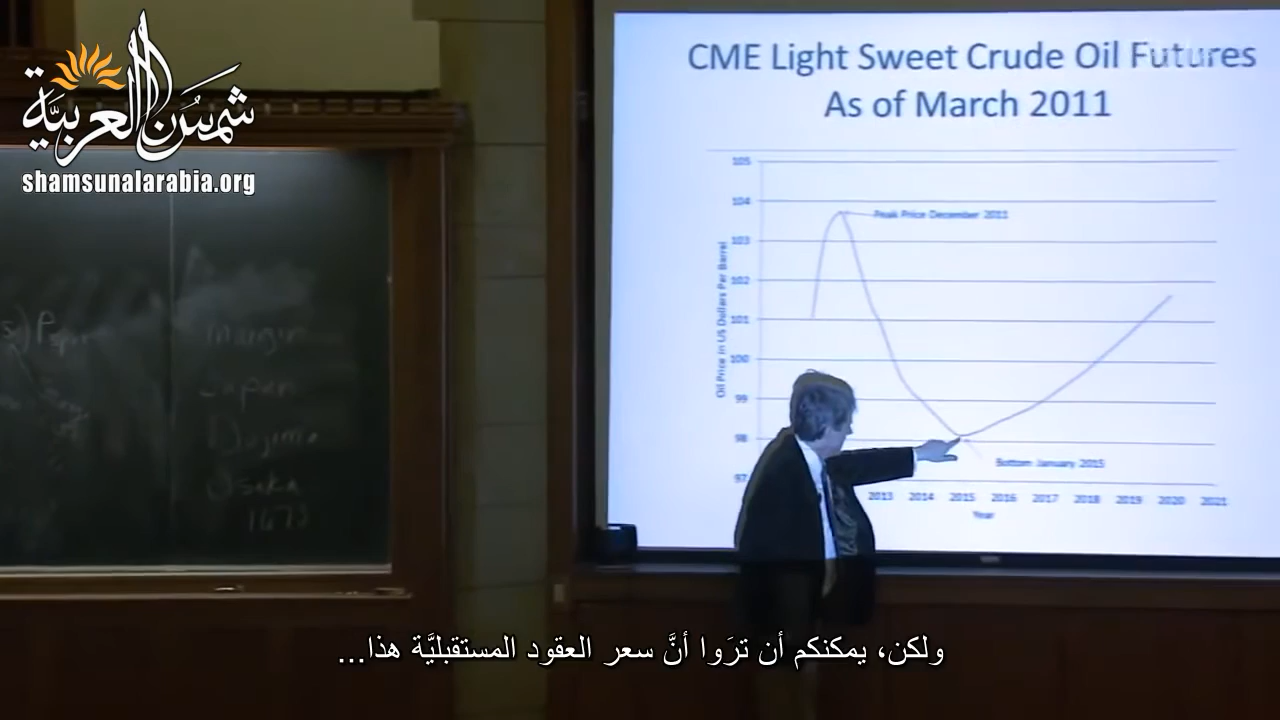 شمس العربية
shamsunalarabia.org
CME Light Sweet Crude Oil Futures
As of March 2011
105
104
Peak Price December 2011
103
102
101
100
99
98
97
Oil Price in US Dollars Per Barrel
Bottom January 2015
2013 2014 2015 2016 2017 2018 2019 2020 2021
Year
margin
Dojima
Osaka
1673
ولكن، يمكنكم أن ترَوا أنَّ سعر العقود المستقبليَّة هذا...